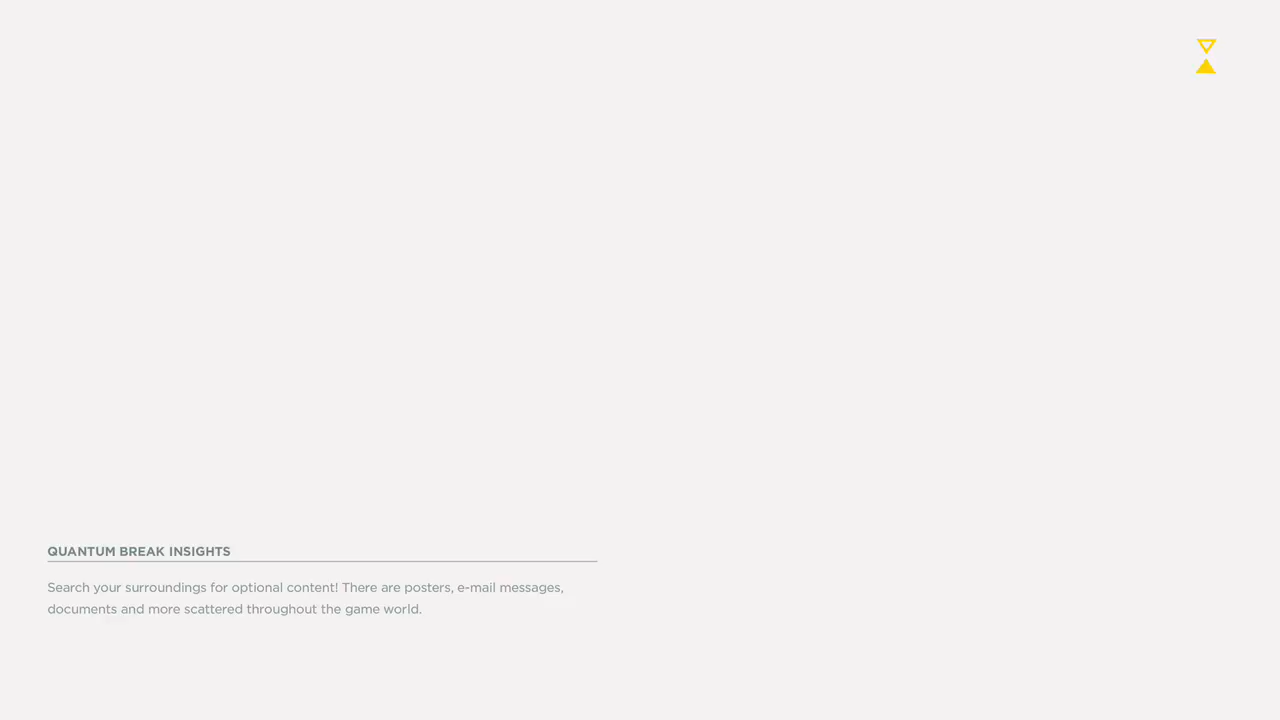 QUANTUM BREAK INSIGHTS
Search your surroundings for optional content! There are posters, e-mail messages,
documents and more scattered throughout the game world.